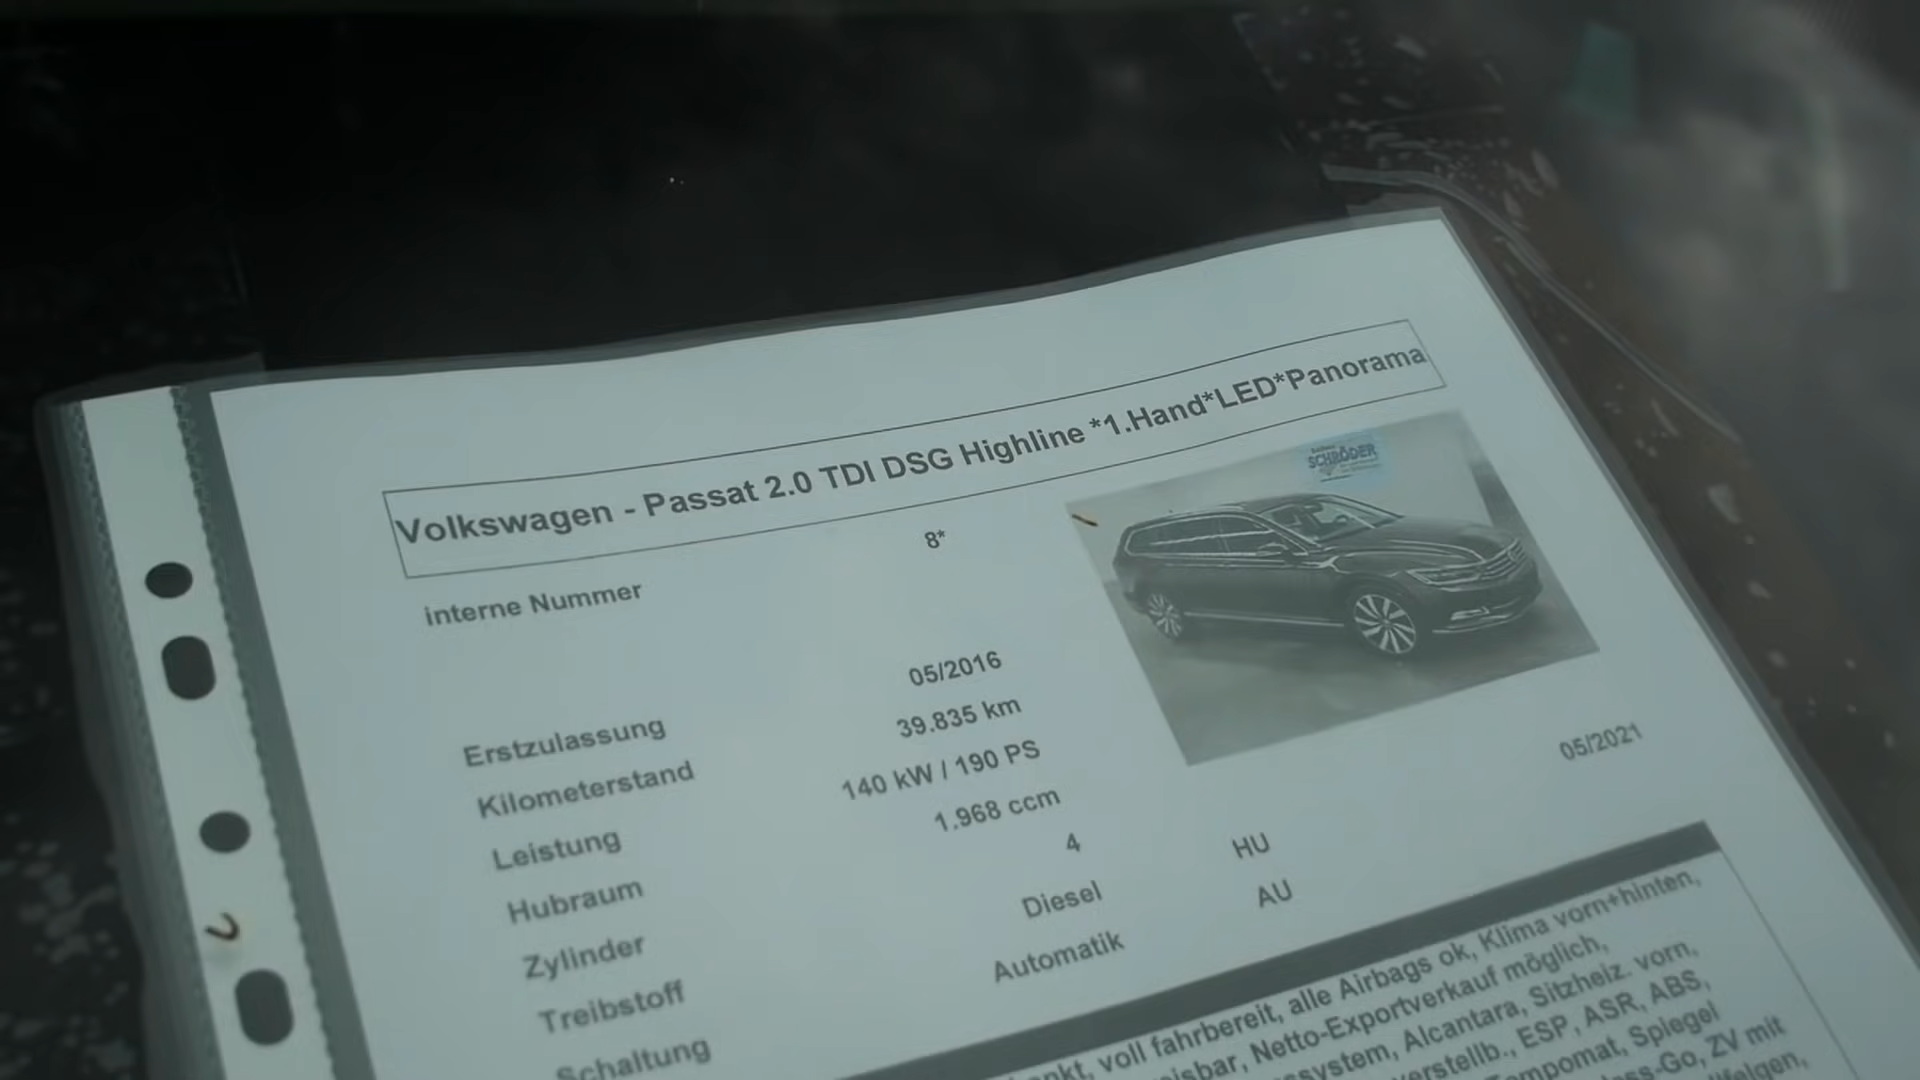 Volkswagen - Passat 2.0 TDI DSG Highline *1.Hand*LED*Panorama
SCHRÖDER
interne Nummer 8*
Erstzulassung 05/2016
Kilometerstand 39.835 km
Leistung 140 kW / 190 PS
Hubraum 1.968 ccm
Zylinder 4
Treibstoff Diesel
Schaltung Automatik
HU 05/2021
AU
voll fahrbereit, alle Airbags ok, Klima vorn+hinten,
Netto-Exportverkauf möglich,
Alcantara, Sitzheiz. vorn,
ESP, ASR, ABS,
Tempomat, Spiegel
ZV mit